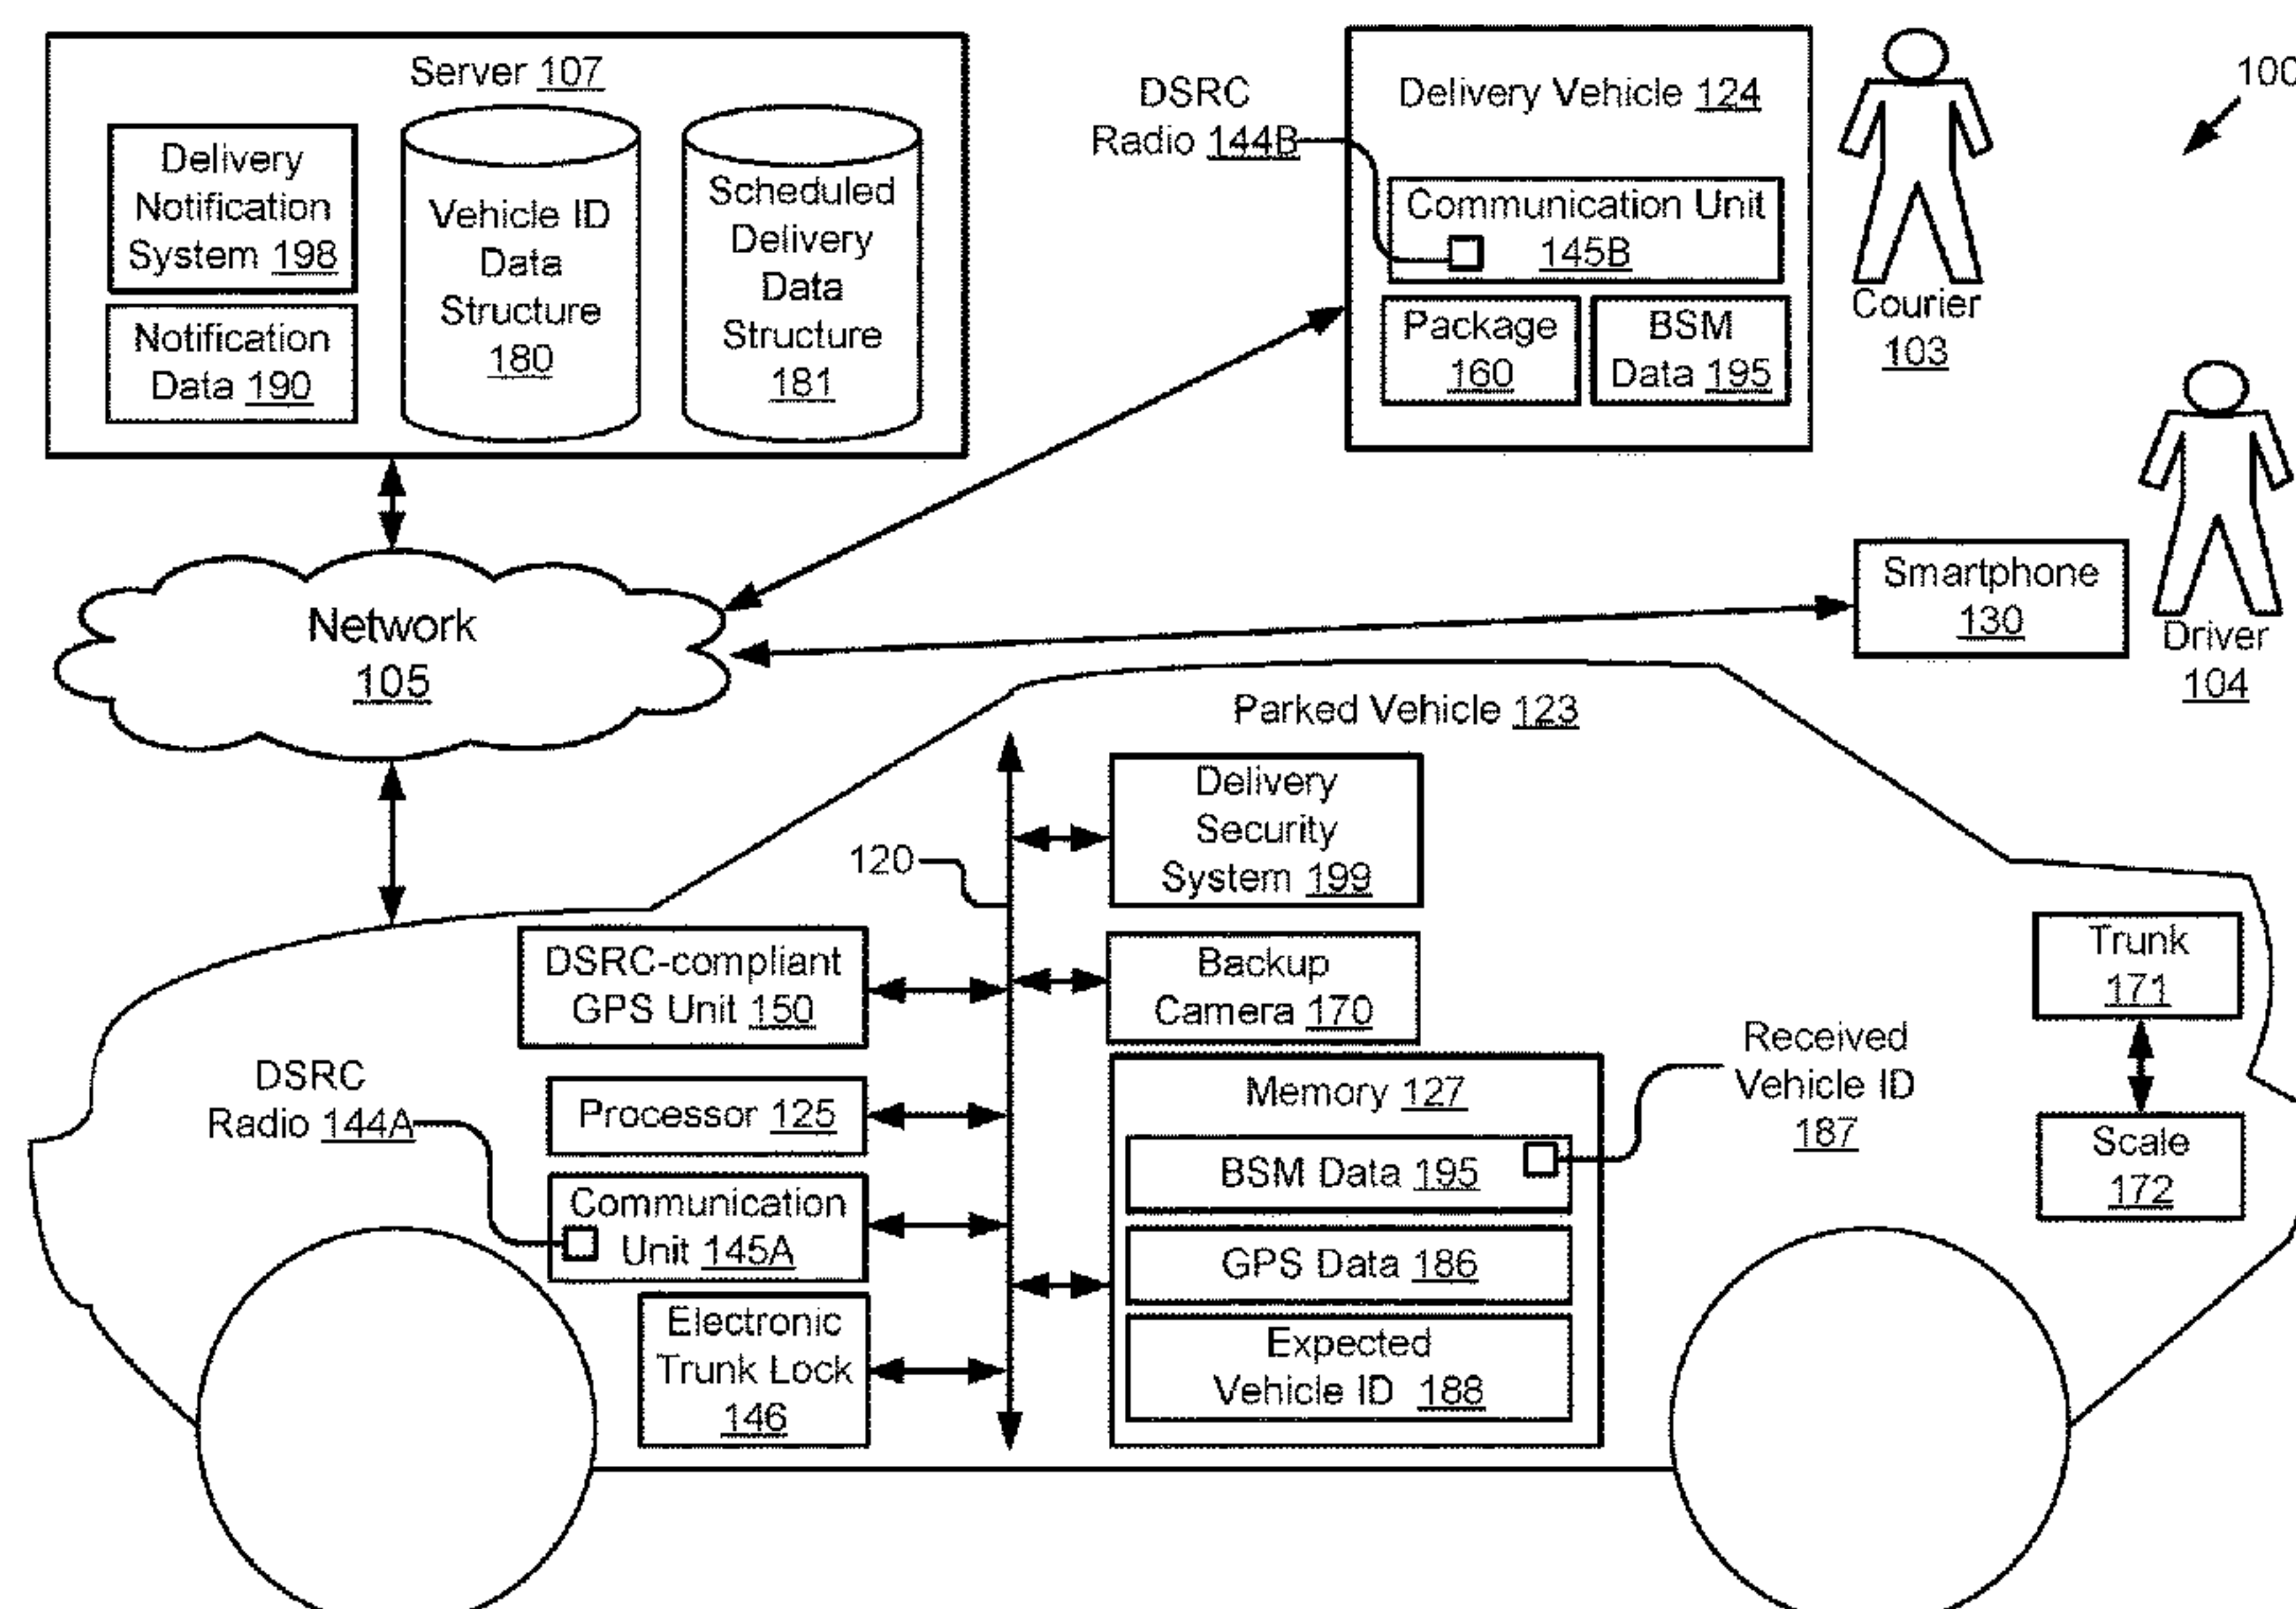 Server 107
Delivery
Notification
System 198
Notification
Data 190
Vehicle ID
Data
Structure
180
Scheduled
Delivery
Data
Structure
181
DSRC
Radio 144B
Delivery Vehicle 124
Communication Unit
145B
Package
160
BSM
Data 195
Courier
103
100
Smartphone
130
Driver
104
Network
105
Parked Vehicle 123
120
Delivery
Security
System 199
DSRC-compliant
GPS Unit 150
Backup
Camera 170
Trunk
171
Scale
172
DSRC
Radio 144A
Processor 125
Communication
Unit 145A
Electronic
Trunk Lock
146
Memory 127
BSM Data 195
GPS Data 186
Expected
Vehicle ID 188
Received
Vehicle ID
187